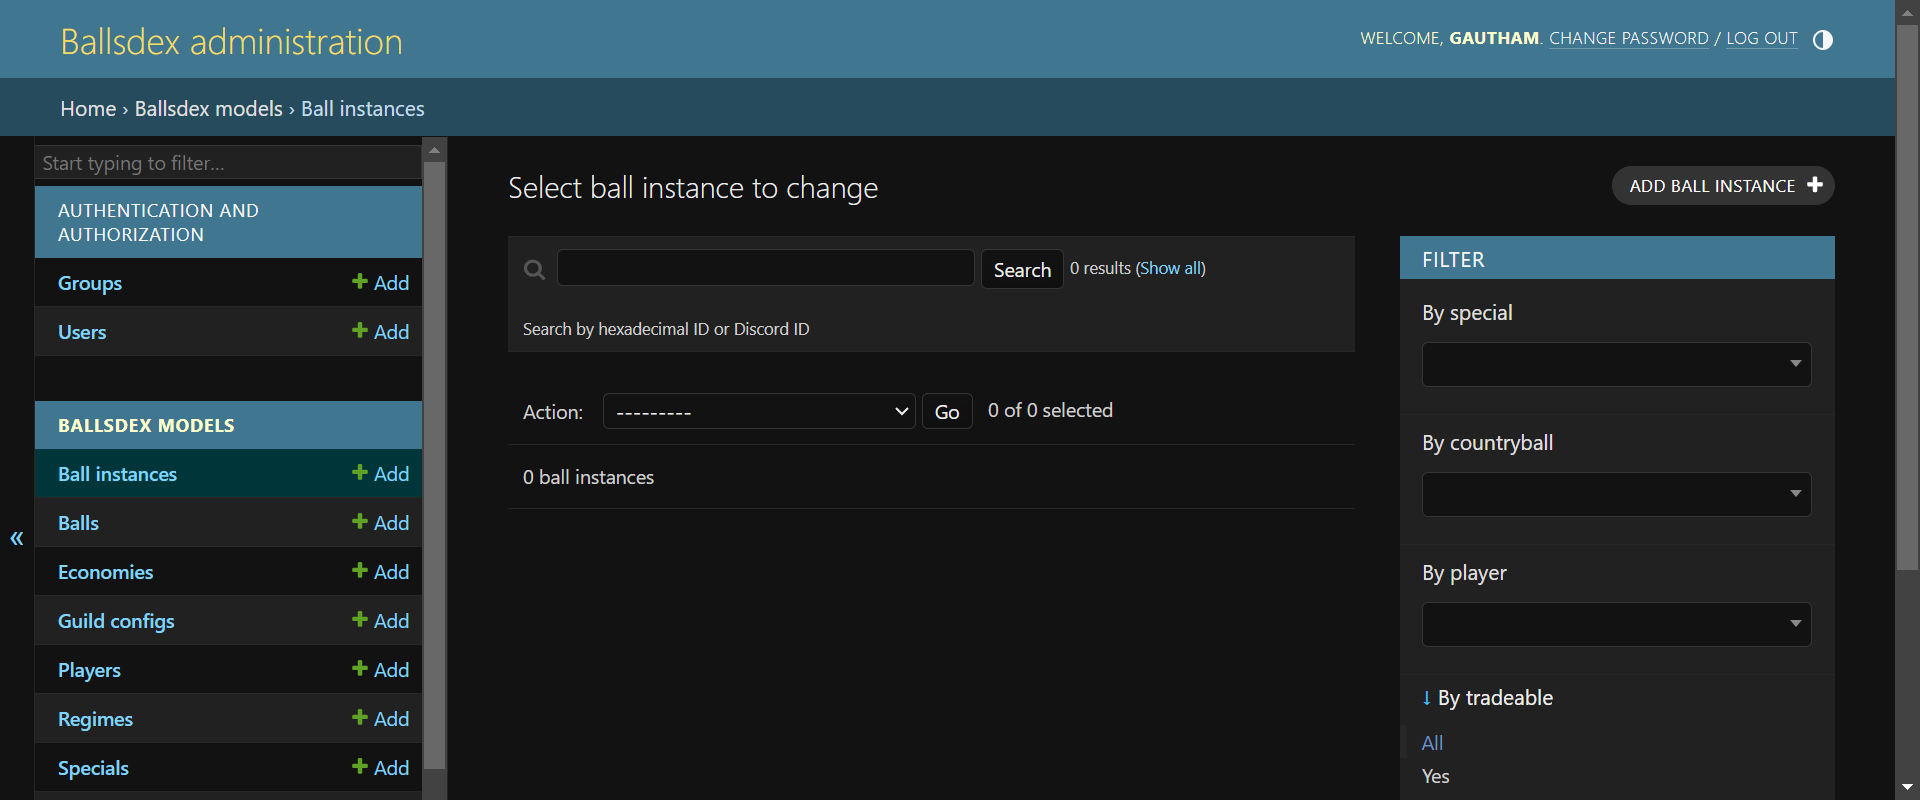 Ballsdex administration
WELCOME, GAUTHAM. CHANGE PASSWORD / LOG OUT
Home › Ballsdex models › Ball instances
Start typing to filter...
AUTHENTICATION AND
AUTHORIZATION
Groups Add
Users Add
BALLSDEX MODELS
Ball instances Add
Balls Add
Economies Add
Guild configs Add
Players Add
Regimes Add
Specials Add
«
Select ball instance to change
ADD BALL INSTANCE
Search 0 results (Show all)
Search by hexadecimal ID or Discord ID
Action: --------- Go 0 of 0 selected
0 ball instances
FILTER
By special
By countryball
By player
↓ By tradeable
All
Yes